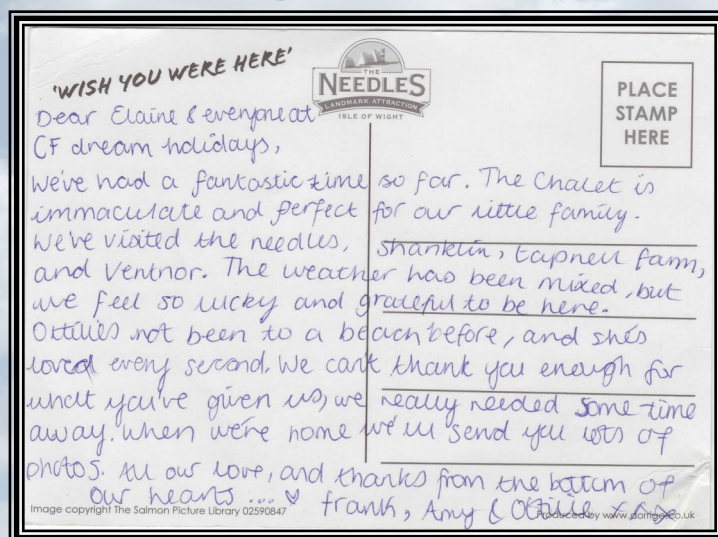 'WISH YOU WERE HERE'
THE
NEEDLES
LANDMARK ATTRACTION
ISLE OF WIGHT
PLACE
STAMP
HERE
Dear Elaine & everyone at
CF dream holidays,
We've had a fantastic time so far. The Chalet is
immaculate and perfect for our little family.
We've visited the needles, Shanklin, tapnell farm,
and Ventnor. The weather has been mixed, but
we feel so lucky and grateful to be here.
Ottilies not been to a beach before, and shes
loved every second. We can't thank you enough for
what you've given us, we really needed some time
away. When we're home we'll send you lots of
photos. All our love, and thanks from the bottom of
our hearts ... ♥ frank, Amy & Ottilie xxx
Image copyright The Salmon Picture Library 02590847
Produced by www.dorrigo.co.uk